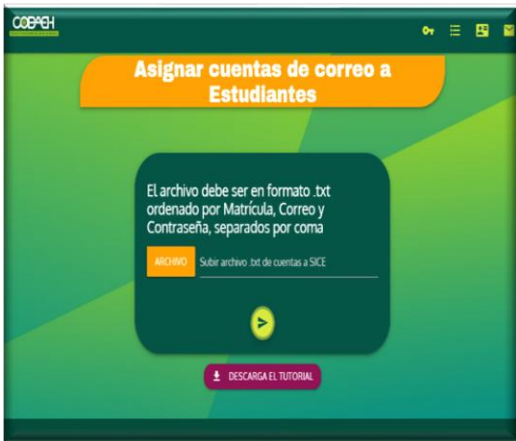 COBAEH
Asignar cuentas de correo a
Estudiantes
El archivo debe ser en formato .txt
ordenado por Matrícula, Correo y
Contraseña, separados por coma
ARCHIVO Subir archivo .txt de cuentas a SICE
DESCARGA EL TUTORIAL